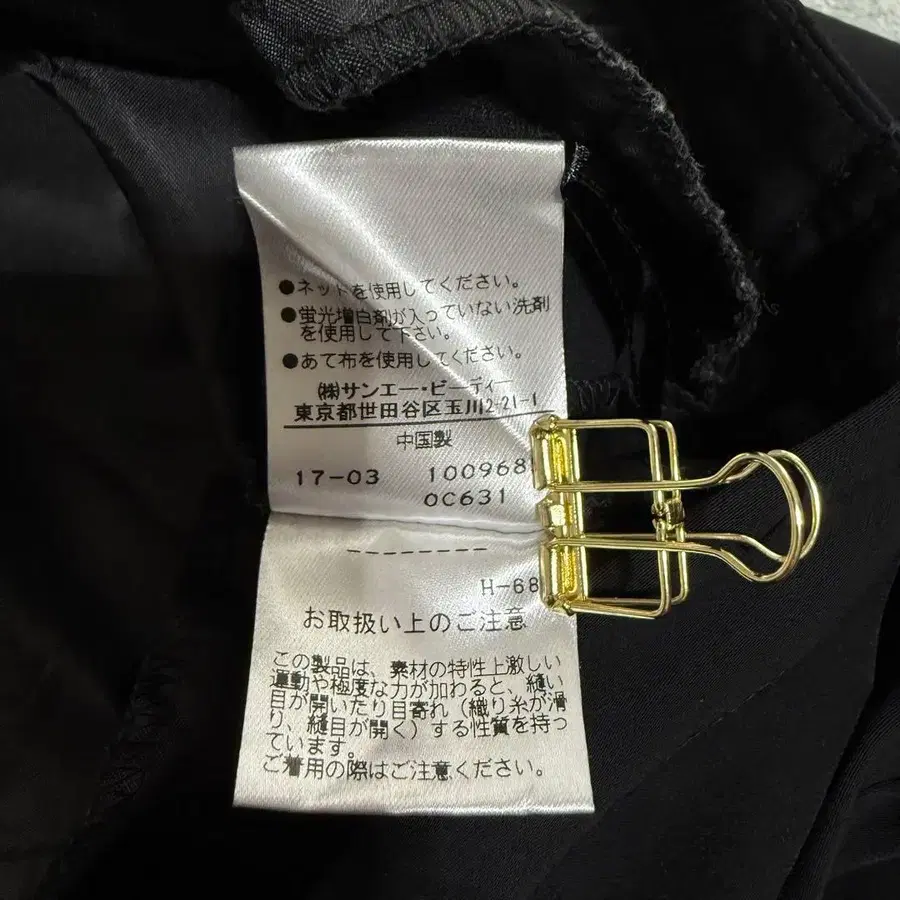 ●ネットを使用してください。
●蛍光増白剤が入っていない洗剤
を使用して下さい。
●あて布を使用してください。
㈱サンエー・ビーディー
東京都世田谷区玉川2-21-1
中国製
17-03 100968
0C631
--------
H-68
お取扱い上のご注意
この製品は、素材の特性上激しい
運動や極度な力が加わると、縫い
目が開いたり目寄れ（織り糸が滑
り、縫目が開く）する性質を持っ
ています。
ご着用の際はご注意ください。